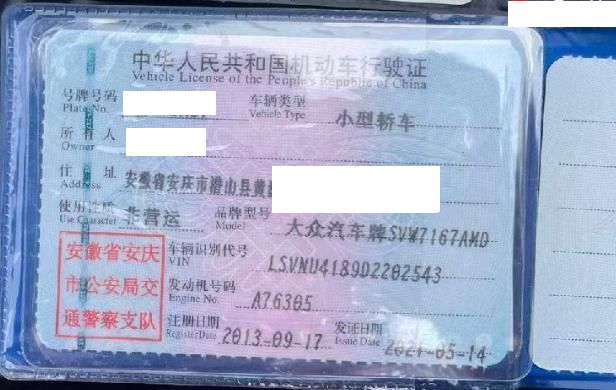 中华人民共和国机动车行驶证
Vehicle License of the People's Republic of China
号牌号码
Plate No.
车辆类型 小型轿车
Vehicle Type
所有人
Owner
住址 安徽省安庆市潜山县黄
Address
使用性质 非营运
Use Character
品牌型号 大众汽车牌SVW7167AMD
Model
安徽省安庆
市公安局交
通警察支队
车辆识别代号 LSVNU4189D2202543
VIN
发动机号码 A76305
Engine No.
注册日期 2013-09-17
Register Date
发证日期 2021-05-14
Issue Date